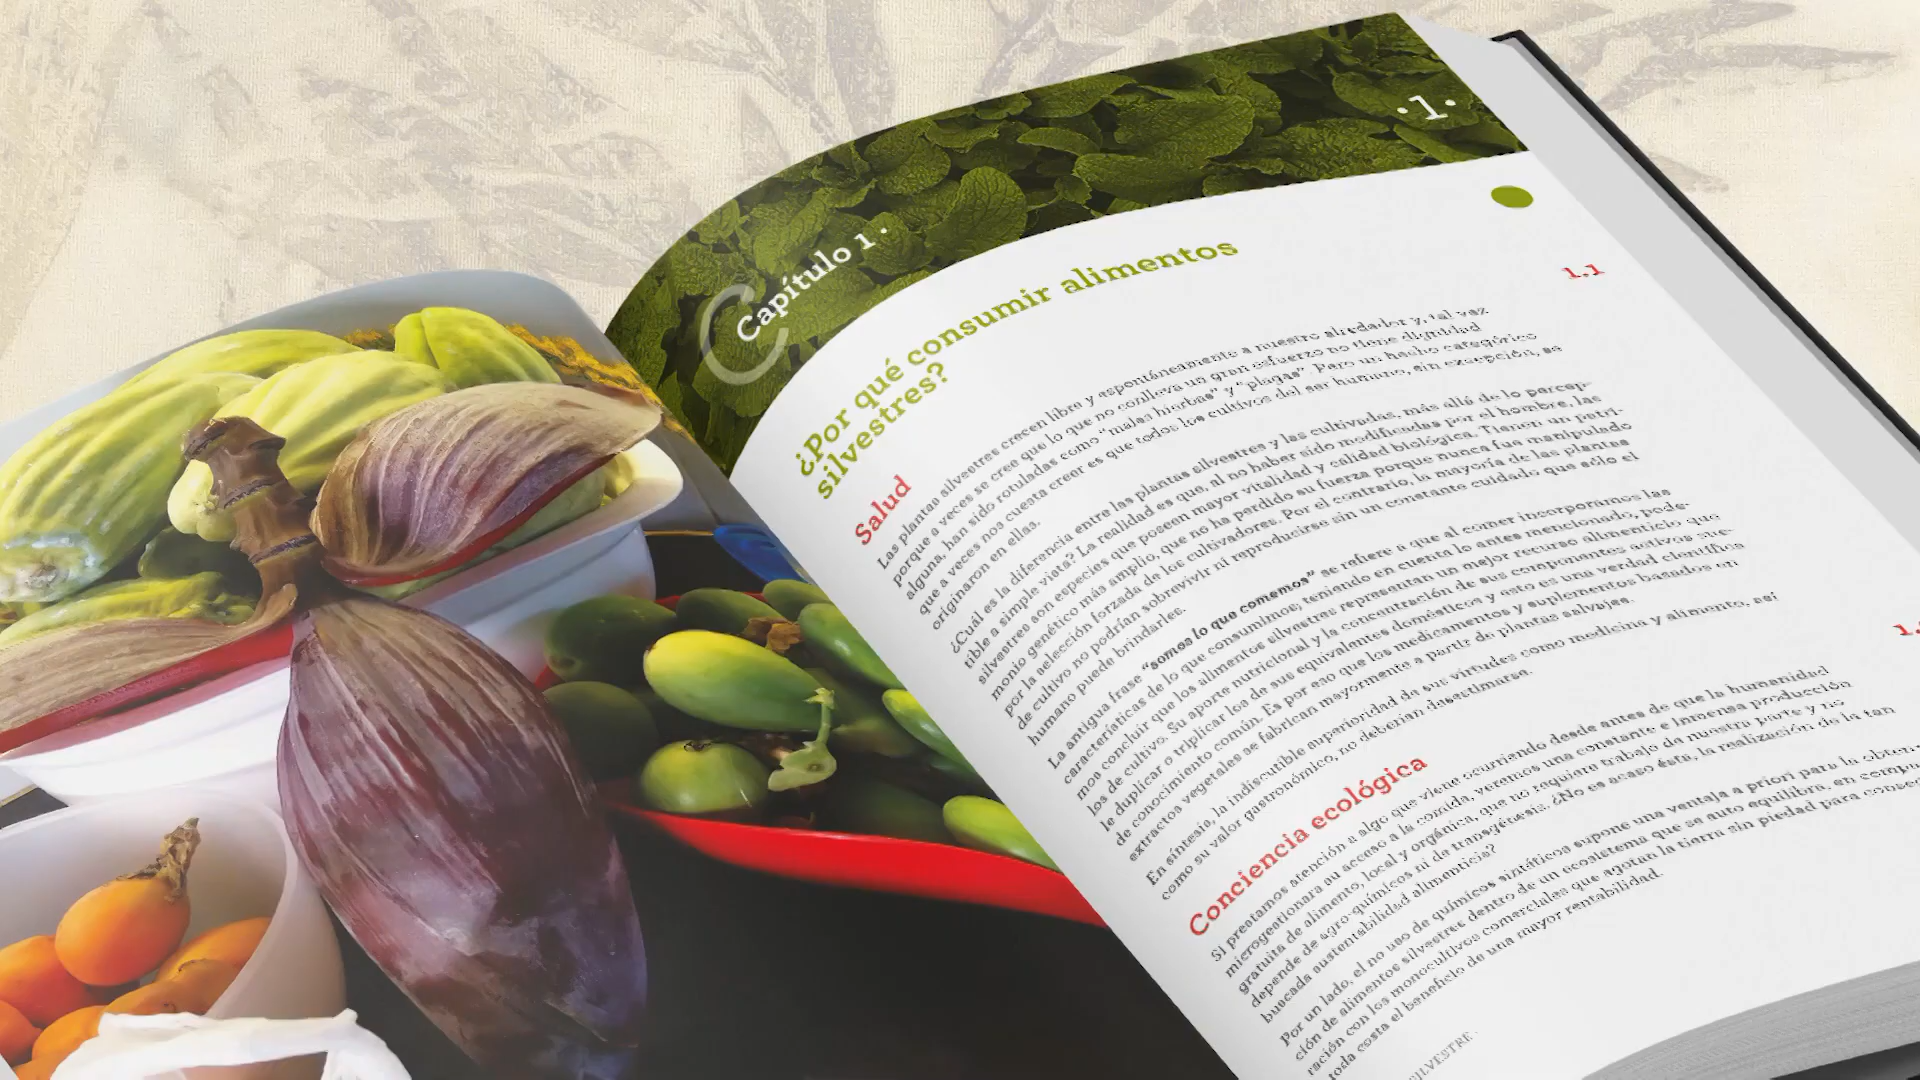 Capítulo 1.
·1·
¿Por qué consumir alimentos
silvestres?
1.1
Salud
Las plantas silvestres crecen libre y espontáneamente a nuestro alrededor y, tal vez
porque a veces se cree que lo que no conlleva un gran esfuerzo no tiene dignidad
alguna, han sido rotuladas como "malas hierbas" y "plagas". Pero un hecho categórico
que a veces nos cuesta creer es que todos los cultivos del ser humano, sin excepción, se
originaron en ellas.
¿Cuál es la diferencia entre las plantas silvestres y las cultivadas, más allá de lo percep-
tible a simple vista? La realidad es que, al no haber sido modificadas por el hombre, las
silvestres son especies que poseen mayor vitalidad y calidad biológica. Tienen un patri-
monio genético más amplio, que no ha perdido su fuerza porque nunca fue manipulado
por la selección forzada de los cultivadores. Por el contrario, la mayoría de las plantas
de cultivo no podrían sobrevivir ni reproducirse sin un constante cuidado que sólo el
humano puede brindarles.
La antigua frase "somos lo que comemos" se refiere a que al comer incorporamos las
características de lo que consumimos; teniendo en cuenta lo antes mencionado, pode-
mos concluir que los alimentos silvestres representan un mejor recurso alimenticio que
los de cultivo. Su aporte nutricional y la concentración de sus componentes activos sue-
le duplicar o triplicar los de sus equivalentes domésticos y esto es una verdad científica
de conocimiento común. Es por eso que los medicamentos y suplementos basados en
extractos vegetales se fabrican mayormente a partir de plantas salvajes.
En síntesis, la indiscutible superioridad de sus virtudes como medicina y alimento, así
como su valor gastronómico, no deberían desestimarse.
Conciencia ecológica
Si prestamos atención a algo que viene ocurriendo desde antes de que la humanidad
microgestionara su acceso a la comida, veremos una constante e inmensa producción
gratuita de alimento, local y orgánica, que no requiere trabajo de nuestra parte y no
depende de agro-químicos ni de transgénesis. ¿No es acaso ésta, la realización de la tan
buscada sustentabilidad alimenticia?
Por un lado, el no uso de químicos sintéticos supone una ventaja a priori para la obten-
ción de alimentos silvestres dentro de un ecosistema que se auto equilibra, en compa-
ración con los monocultivos comerciales que agotan la tierra sin piedad para
toda costa el beneficio de una mayor rentabilidad.